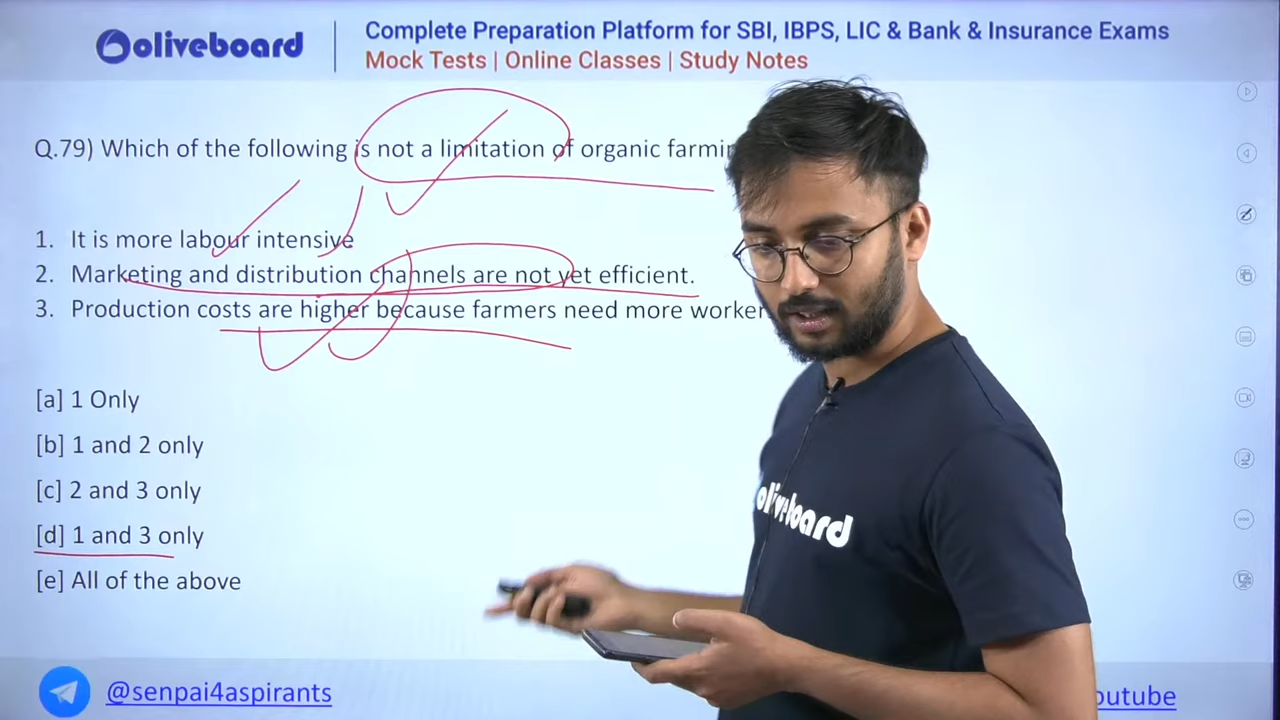 oliveboard
Complete Preparation Platform for SBI, IBPS, LIC & Bank & Insurance Exams
Mock Tests | Online Classes | Study Notes
Q.79) Which of the following is not a limitation of organic
1. It is more labour intensive
2. Marketing and distribution channels are not yet efficient.
3. Production costs are higher because farmers need more
[a] 1 Only
[b] 1 and 2 only
[c] 2 and 3 only
[d] 1 and 3 only
[e] All of the above
oliveboard
@senpai4aspirants